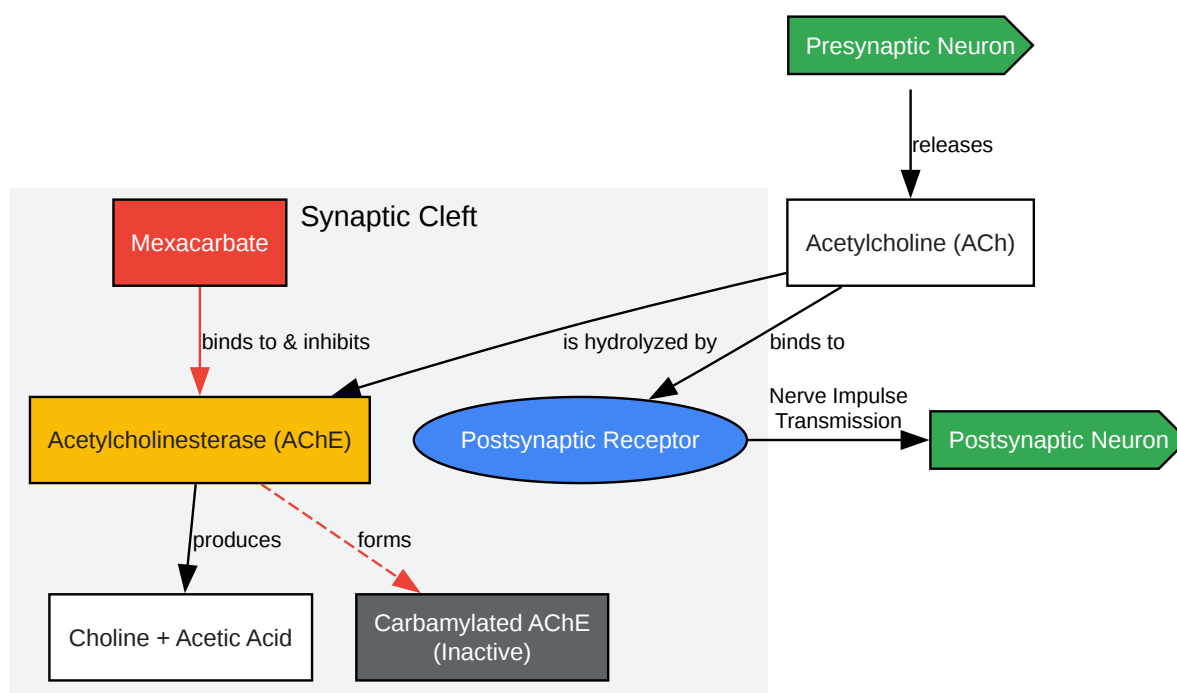 Presynaptic Neuron
releases
Synaptic Cleft
Mexacarbate
Acetylcholine (ACh)
binds to & inhibits
is hydrolyzed by
binds to
Nerve Impulse
Transmission
Acetylcholinesterase (AChE)
Postsynaptic Receptor
Postsynaptic Neuron
produces
forms
Choline + Acetic Acid
Carbamylated AChE
(Inactive)